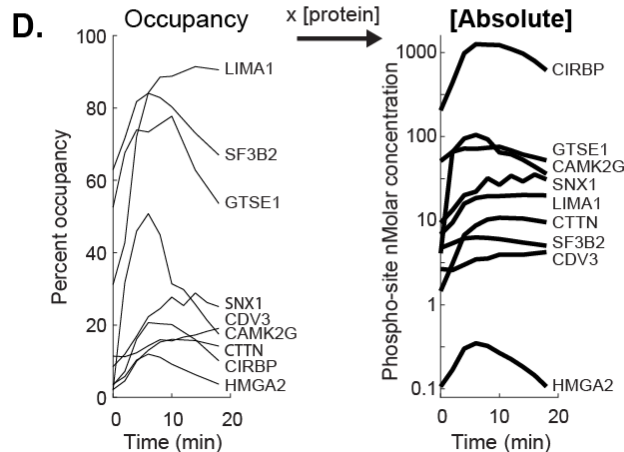 D.
Occupancy
x [protein]
[Absolute]
Percent occupancy
100
80
60
40
20
0
LIMA1
SF3B2
GTSE1
SNX1
CDV3
CAMK2G
CTTN
CIRBP
HMGA2
0 10 20
Time (min)
Phospho-site nMolar concentration
1000
100
10
1
0.1
CIRBP
GTSE1
CAMK2G
SNX1
LIMA1
CTTN
SF3B2
CDV3
HMGA2
0 10 20
Time (min)